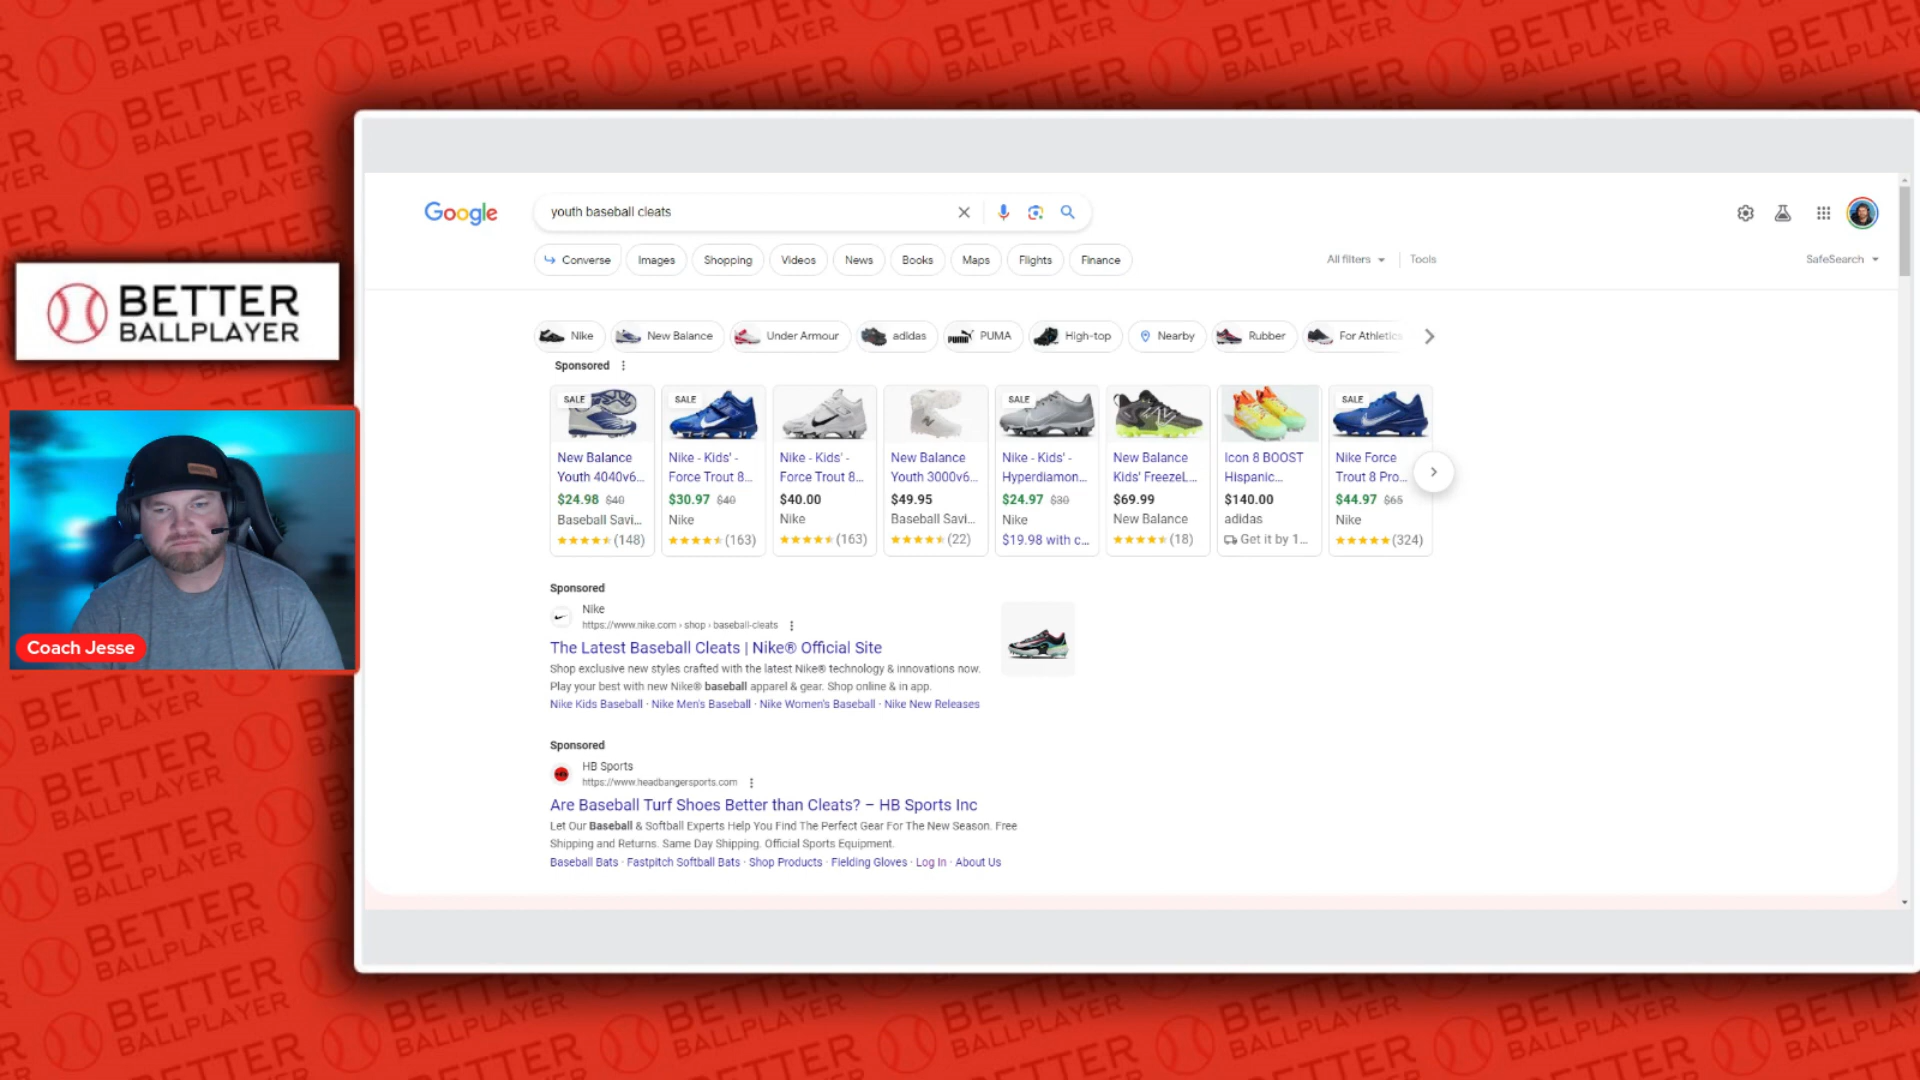 BETTER
BALLPLAYER
Coach Jesse
Google
youth baseball cleats
Converse
Images
Shopping
Videos
News
Books
Maps
Flights
Finance
All filters
Tools
SafeSearch
Nike
New Balance
Under Armour
adidas
PUMA
High-top
Nearby
Rubber
For Athletics
Sponsored
SALE
New Balance
Youth 4040v6...
$24.98 $40
Baseball Savi...
(148)
SALE
Nike - Kids' -
Force Trout 8...
$30.97 $40
Nike
(163)
Nike - Kids' -
Force Trout 8...
$40.00
Nike
(163)
New Balance
Youth 3000v6...
$49.95
Baseball Savi...
(22)
SALE
Nike - Kids' -
Hyperdiamon...
$24.97 $30
Nike
$19.98 with c...
New Balance
Kids' FreezeL...
$69.99
New Balance
(18)
Icon 8 BOOST
Hispanic...
$140.00
adidas
Get it by 1...
SALE
Nike Force
Trout 8 Pro...
$44.97 $65
Nike
(324)
Sponsored
Nike
https://www.nike.com › shop › baseball-cleats
The Latest Baseball Cleats | Nike® Official Site
Shop exclusive new styles crafted with the latest Nike® technology & innovations now.
Play your best with new Nike® baseball apparel & gear. Shop online & in app.
Nike Kids Baseball · Nike Men's Baseball · Nike Women's Baseball · Nike New Releases
Sponsored
HB Sports
https://www.headbangersports.com
Are Baseball Turf Shoes Better than Cleats? – HB Sports Inc
Let Our Baseball & Softball Experts Help You Find The Perfect Gear For The New Season. Free
Shipping and Returns. Same Day Shipping. Official Sports Equipment.
Baseball Bats · Fastpitch Softball Bats · Shop Products · Fielding Gloves · Log In · About Us